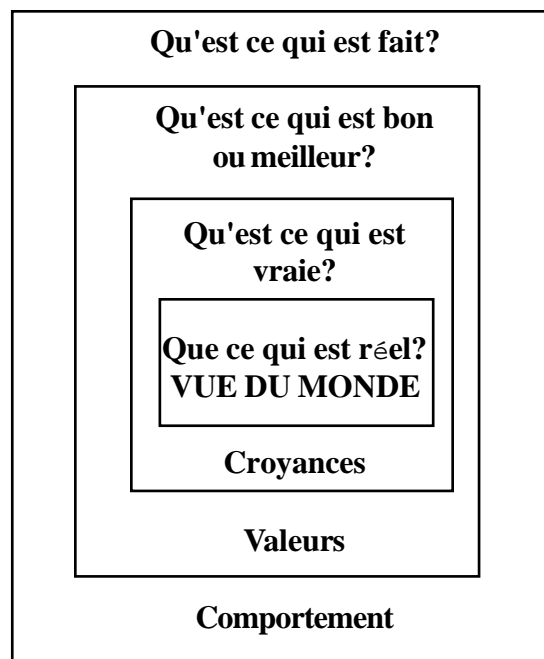 Qu'est ce qui est fait?
Qu'est ce qui est bon
ou meilleur?
Qu'est ce qui est
vraie?
Que ce qui est réel?
VUE DU MONDE
Croyances
Valeurs
Comportement